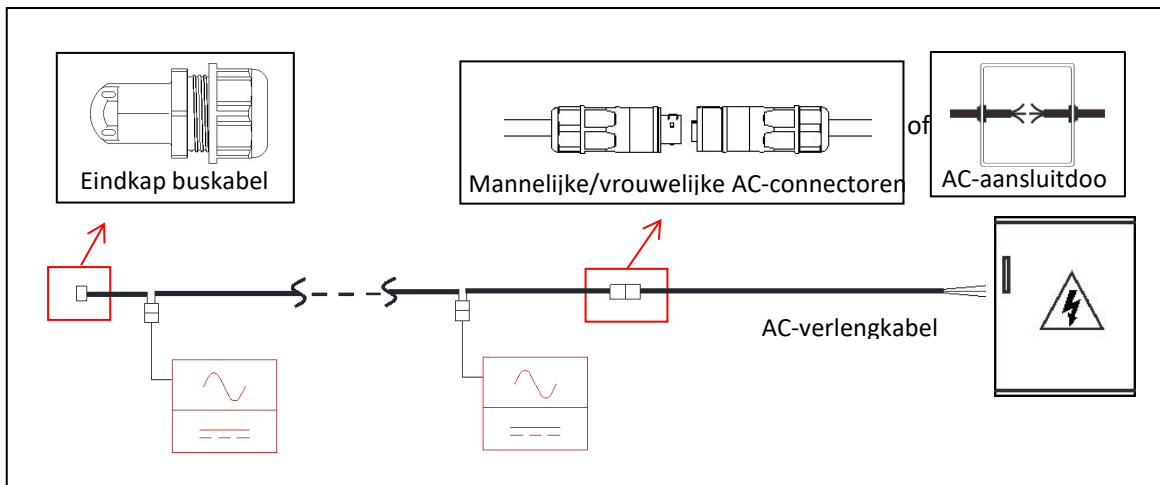 Eindkap buskabel
Mannelijke/vrouwelijke AC-connectoren
of
AC-aansluitdoo
AC-verlengkabel